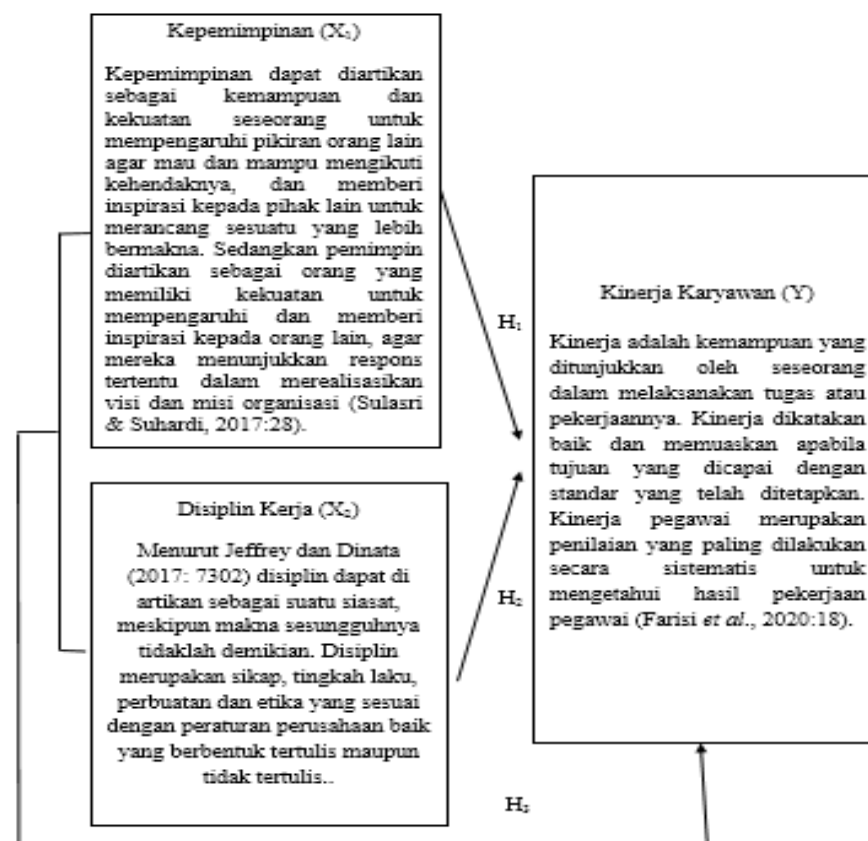 Kepemimpinan (X₁)
Kepemimpinan dapat diartikan
sebagai kemampuan dan
kekuatan seseorang untuk
mempengaruhi pikiran orang lain
agar mau dan mampu mengikuti
kehendaknya, dan memberi
inspirasi kepada pihak lain untuk
merancang sesuatu yang lebih
bermakna. Sedangkan pemimpin
diartikan sebagai orang yang
memiliki kekuatan untuk
mempengaruhi dan memberi
inspirasi kepada orang lain, agar
mereka menunjukkan respons
tertentu dalam merealisasikan
visi dan misi organisasi (Sulasri
& Suhardi, 2017:28).
H₁
Disiplin Kerja (X₂)
Menurut Jeffrey dan Dinata
(2017: 7302) disiplin dapat di
artikan sebagai suatu siasat,
meskipun makna sesungguhnya
tidaklah demikian. Disiplin
merupakan sikap, tingkah laku,
perbuatan dan etika yang sesuai
dengan peraturan perusahaan baik
yang berbentuk tertulis maupun
tidak tertulis..
H₂
H₃
Kinerja Karyawan (Y)
Kinerja adalah kemampuan yang
ditunjukkan oleh seseorang
dalam melaksanakan tugas atau
pekerjaannya. Kinerja dikatakan
baik dan memuaskan apabila
tujuan yang dicapai dengan
standar yang telah ditetapkan.
Kinerja pegawai merupakan
penilaian yang paling dilakukan
secara sistematis untuk
mengetahui hasil pekerjaan
pegawai (Farisi et al., 2020:18).